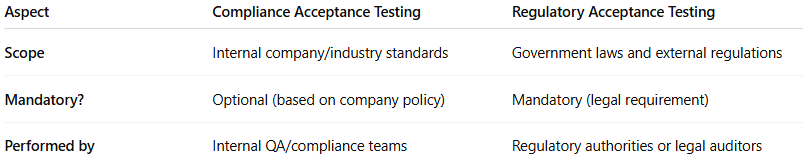 Aspect Compliance Acceptance Testing Regulatory Acceptance Testing
Scope Internal company/industry standards Government laws and external regulations
Mandatory? Optional (based on company policy) Mandatory (legal requirement)
Performed by Internal QA/compliance teams Regulatory authorities or legal auditors